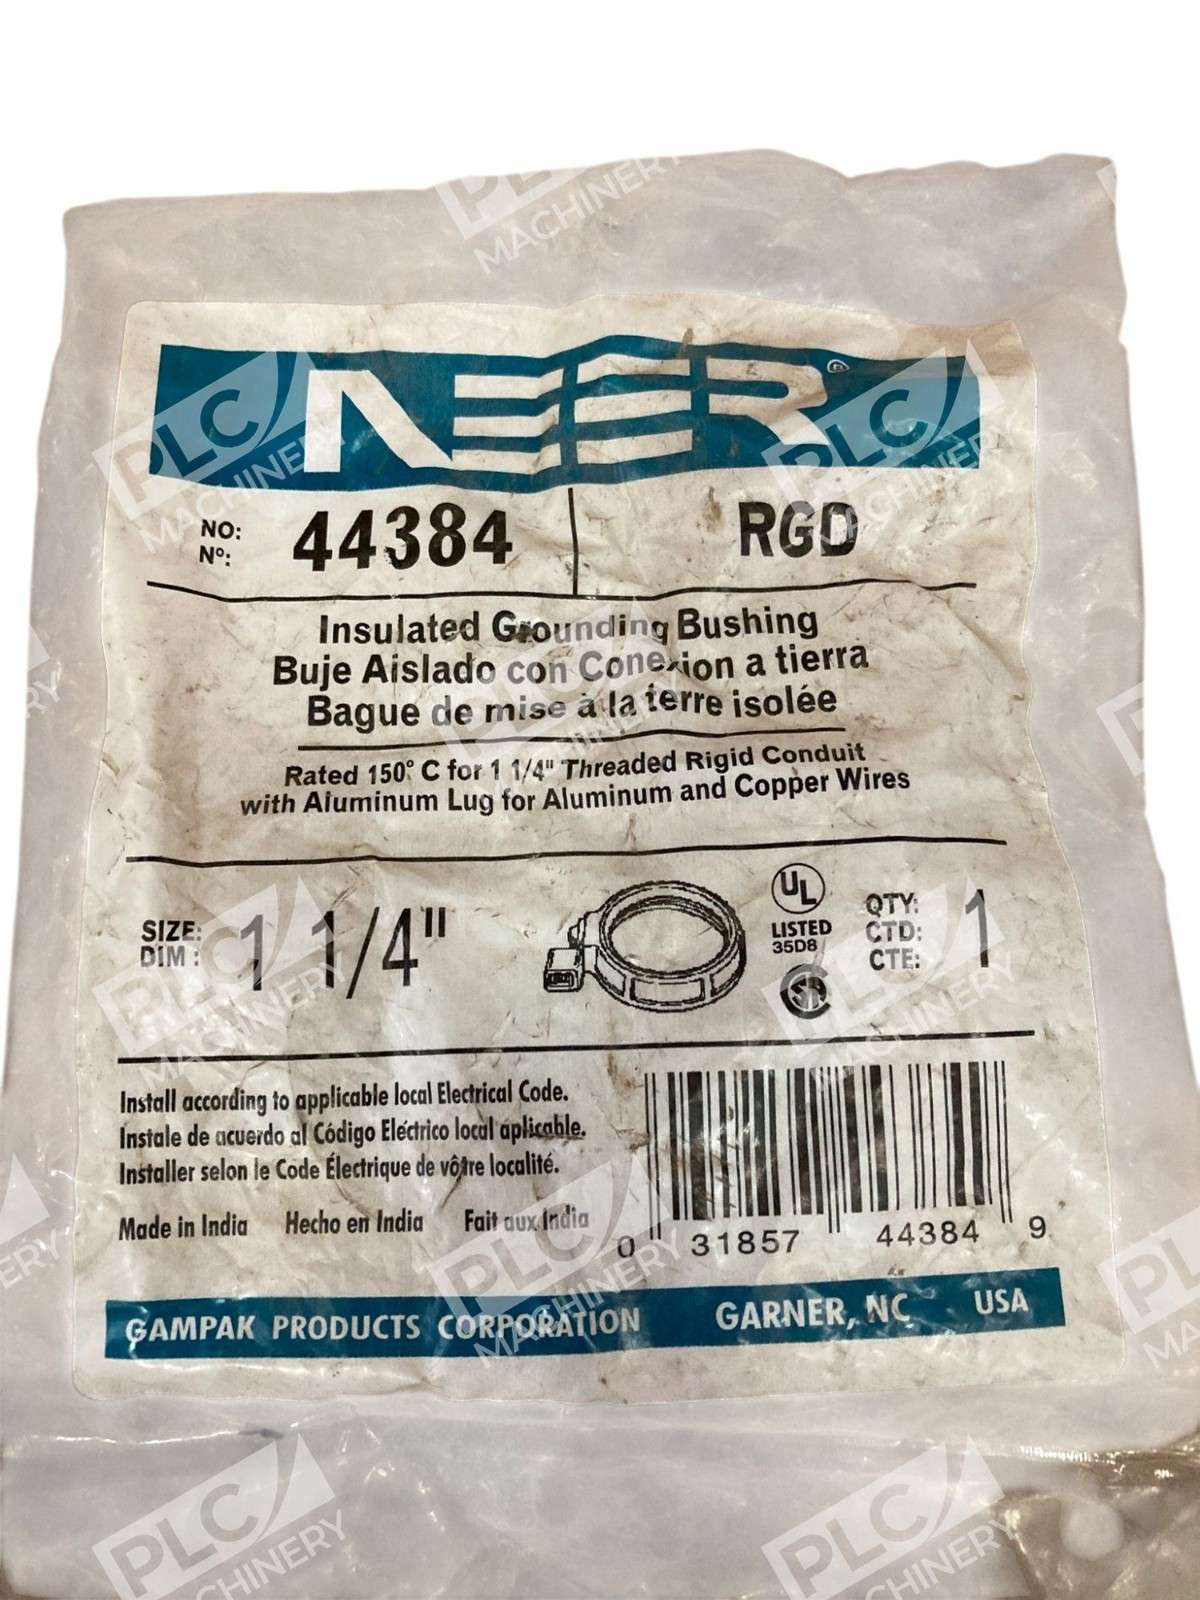 NEER®
NO: 44384 RGD
Nº:
Insulated Grounding Bushing
Buje Aislado con Conexion a tierra
Bague de mise à la terre isolée
Rated 150° C for 1 1/4" Threaded Rigid Conduit
with Aluminum Lug for Aluminum and Copper Wires
SIZE: 1 1/4"
DIM:
UL
LISTED
35D8
SA
QTY: 1
CTD:
CTE:
Install according to applicable local Electrical Code.
Instale de acuerdo al Código Eléctrico local aplicable.
Installer selon le Code Électrique de vôtre localité.
Made in India Hecho en India Fait aux India
0 31857 44384 9
GAMPAK PRODUCTS CORPORATION GARNER, NC USA
PLC MACHINERY